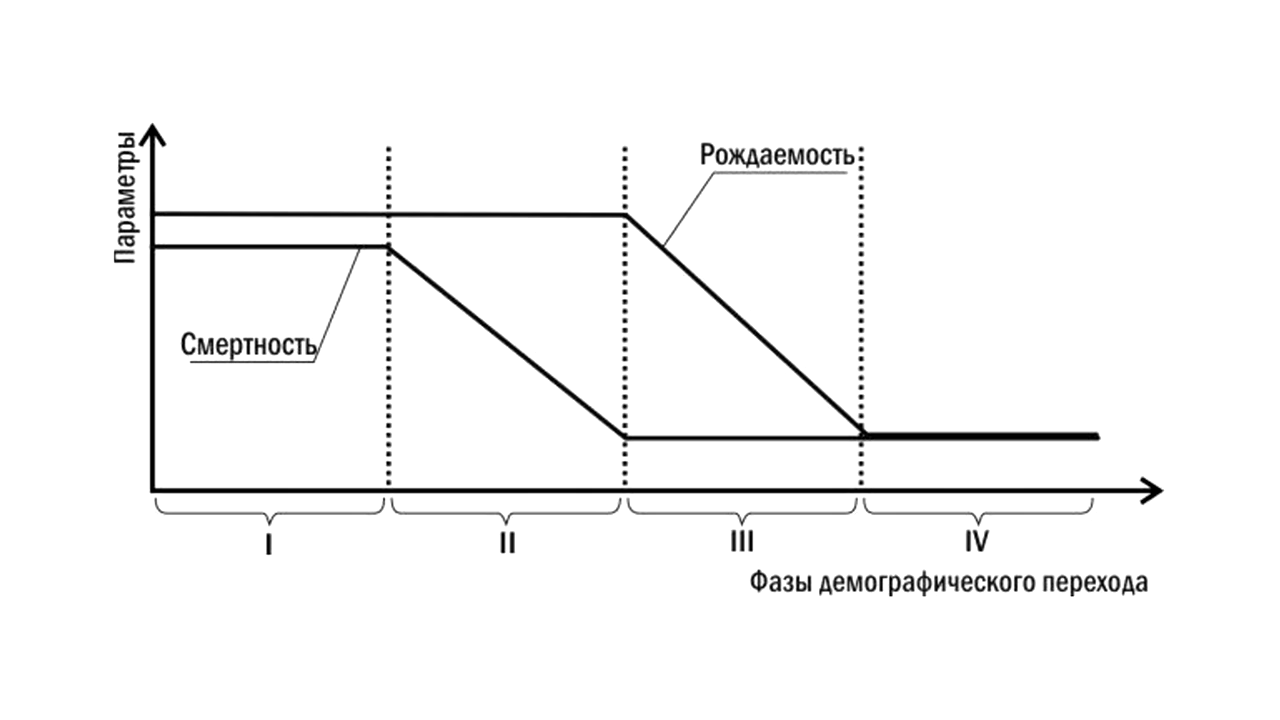 Параметры
Рождаемость
Смертность
I
II
III
IV
Фазы демографического перехода